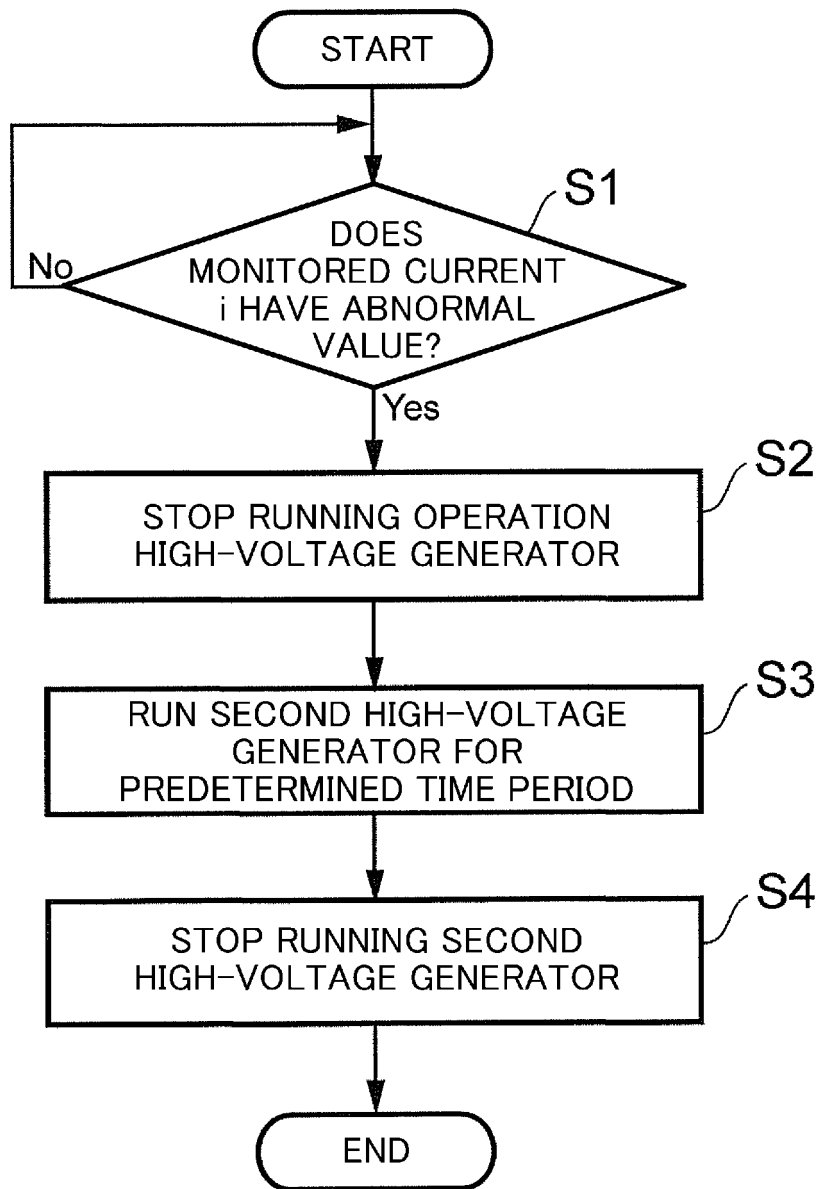 START
S1
DOES
MONITORED CURRENT
i HAVE ABNORMAL
VALUE?
No
Yes
S2
STOP RUNNING OPERATION
HIGH-VOLTAGE GENERATOR
S3
RUN SECOND HIGH-VOLTAGE
GENERATOR FOR
PREDETERMINED TIME PERIOD
S4
STOP RUNNING SECOND
HIGH-VOLTAGE GENERATOR
END